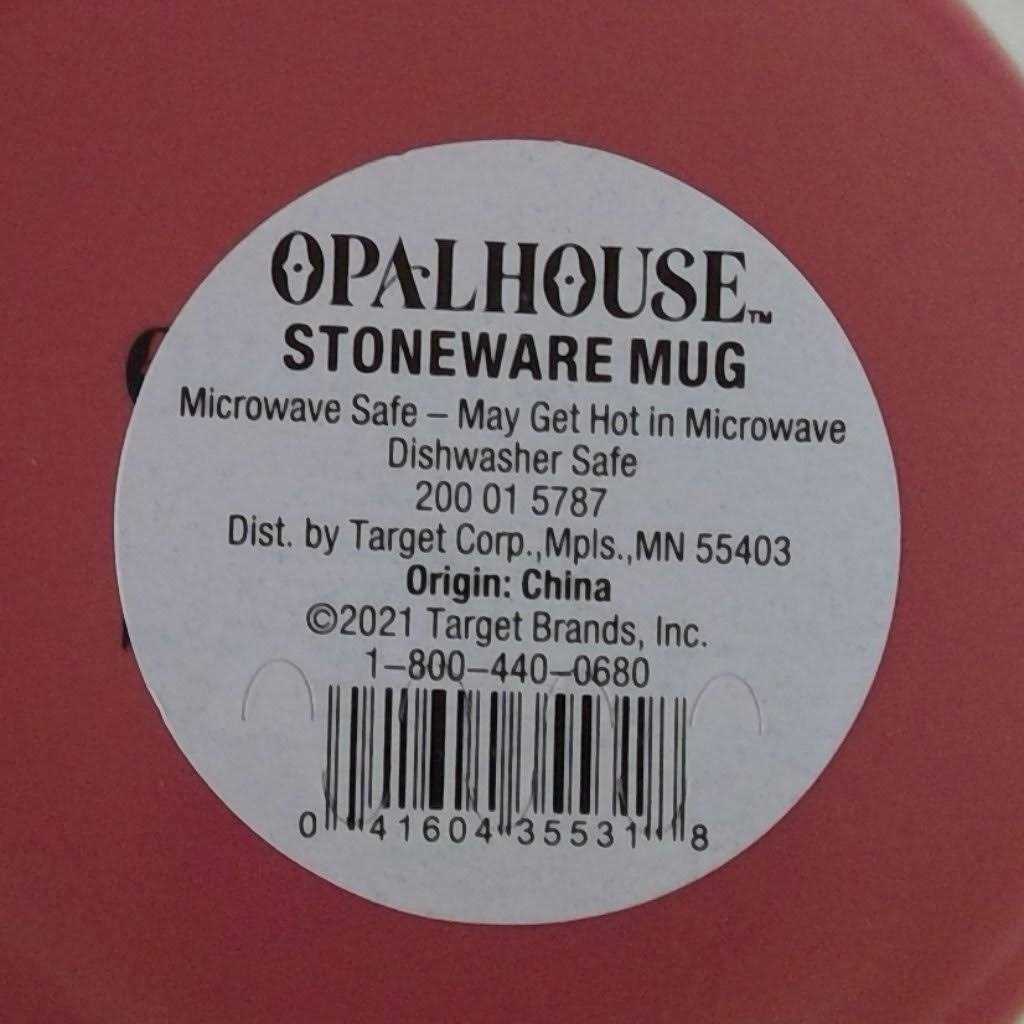 OPALHOUSE™
STONEWARE MUG
Microwave Safe – May Get Hot in Microwave
Dishwasher Safe
200 01 5787
Dist. by Target Corp.,Mpls.,MN 55403
Origin: China
©2021 Target Brands, Inc.
1–800–440–0680
0 41604 35531 8